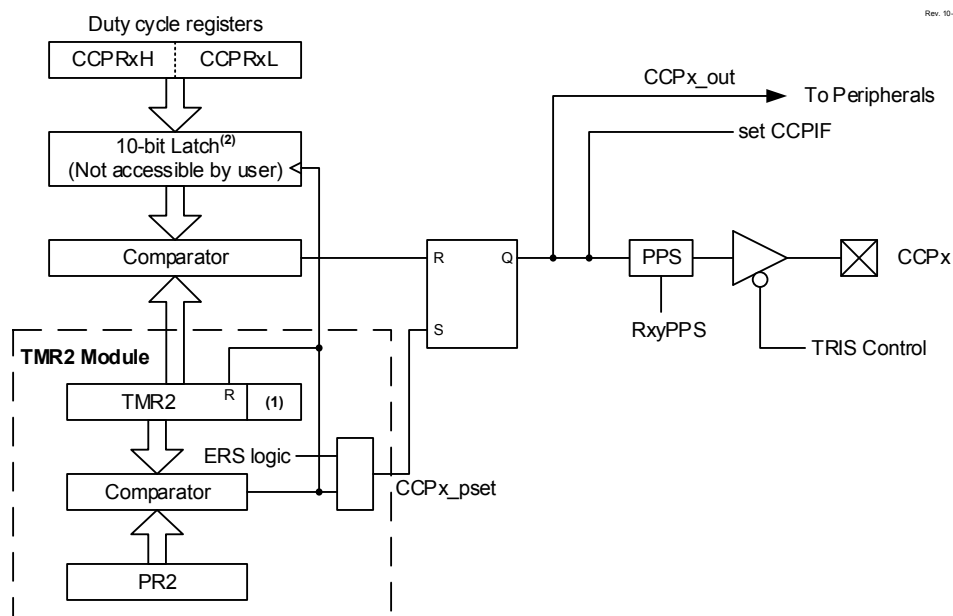 Rev. 10-
Duty cycle registers
CCPRxH CCPRxL
CCPx_out
To Peripherals
set CCPIF
10-bit Latch(2)
(Not accessible by user)
Comparator
R Q
PPS
CCPx
S
RxyPPS
TRIS Control
TMR2 Module
TMR2 R (1)
ERS logic
CCPx_pset
Comparator
PR2